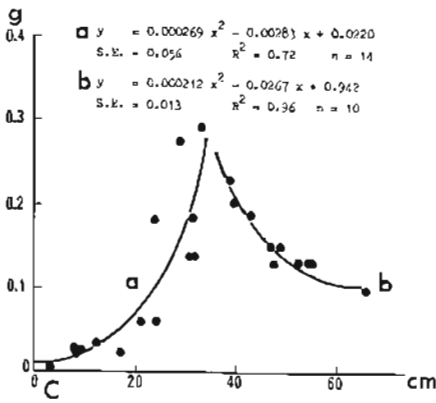 g
0.4
a y = 0.000269 x² - 0.00283 x + 0.0220
S.E. = 0.056 R² = 0.72 n = 14
b y = 0.000212 x² - 0.0267 x + 0.942
S.E. = 0.013 R² = 0.96 n = 10
0.3
0.2
a
0.1
b
0
0 20 40 60 cm
C